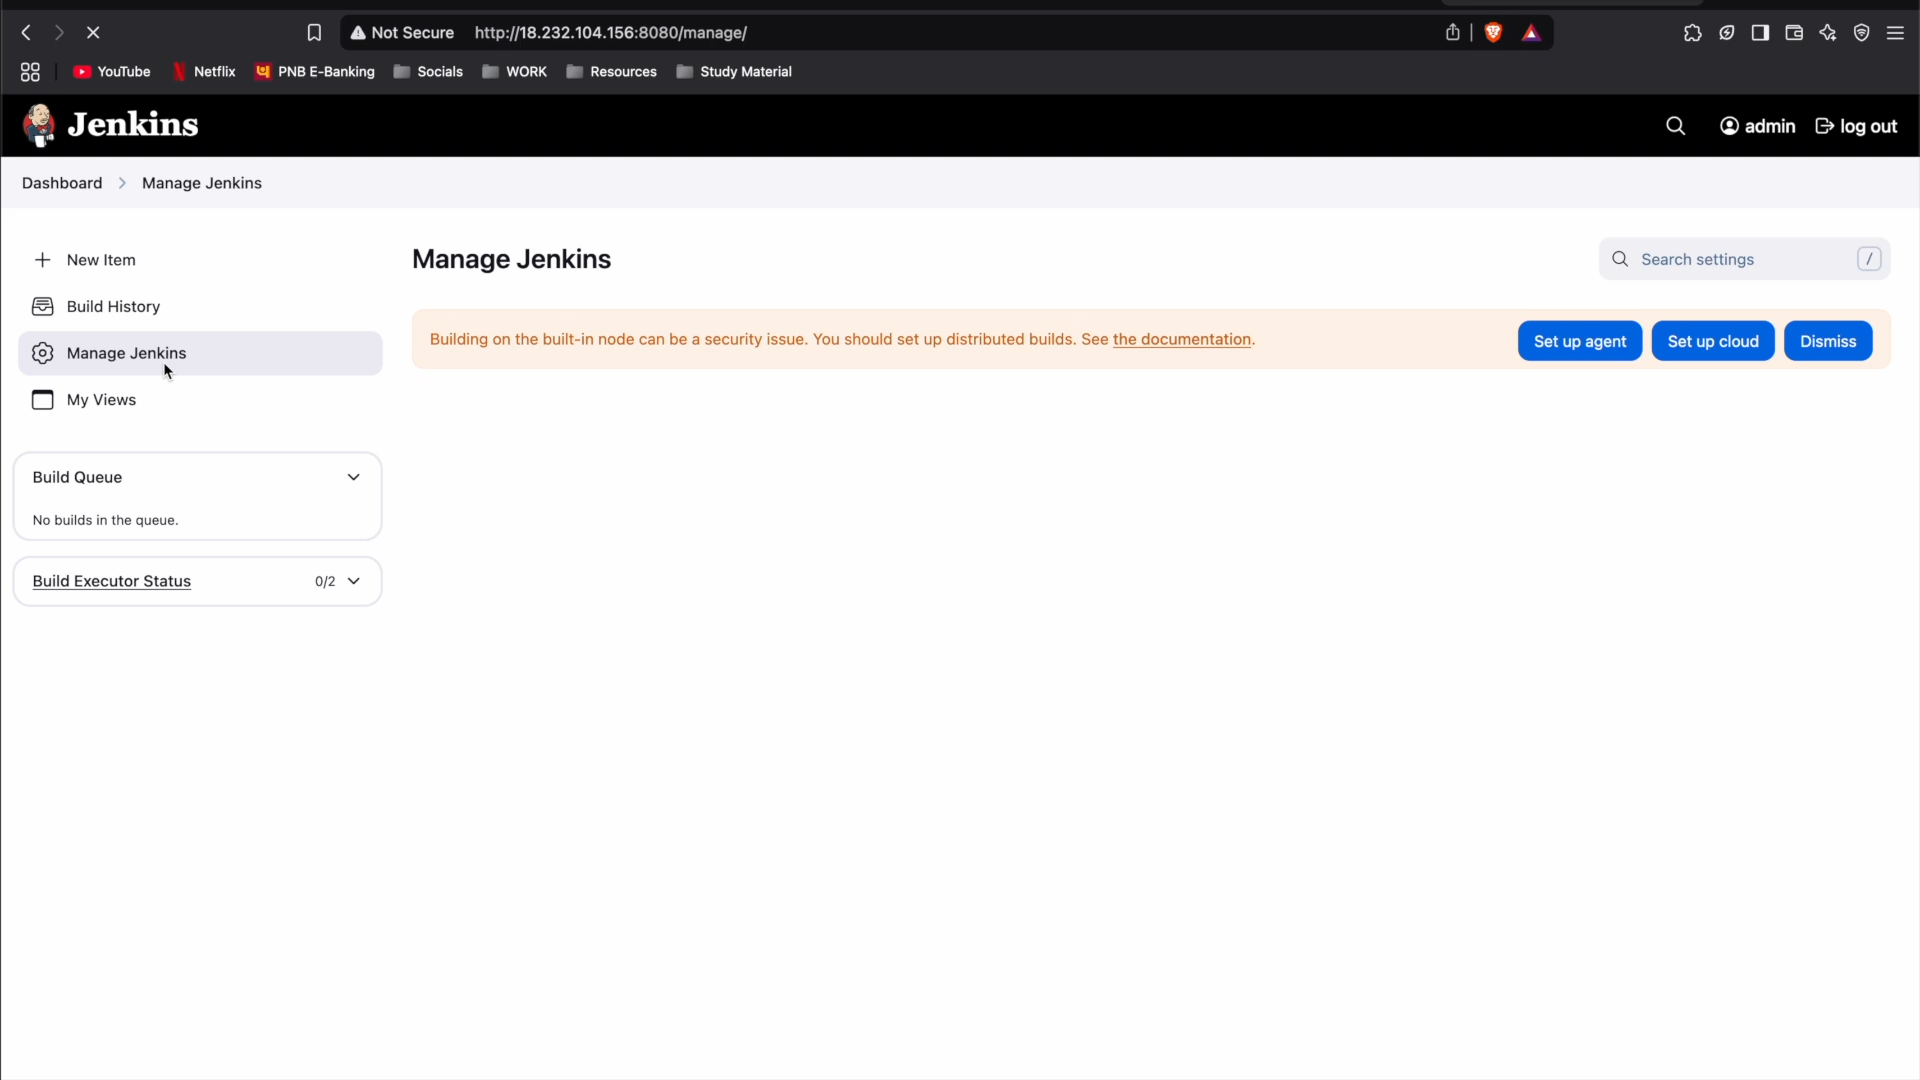 Not Secure http://18.232.104.156:8080/manage/
YouTube Netflix PNB E-Banking Socials WORK Resources Study Material
Jenkins admin log out
Dashboard Manage Jenkins
New Item
Build History
Manage Jenkins
My Views
Build Queue
No builds in the queue.
Build Executor Status 0/2
Manage Jenkins
Search settings /
Building on the built-in node can be a security issue. You should set up distributed builds. See the documentation.
Set up agent Set up cloud Dismiss